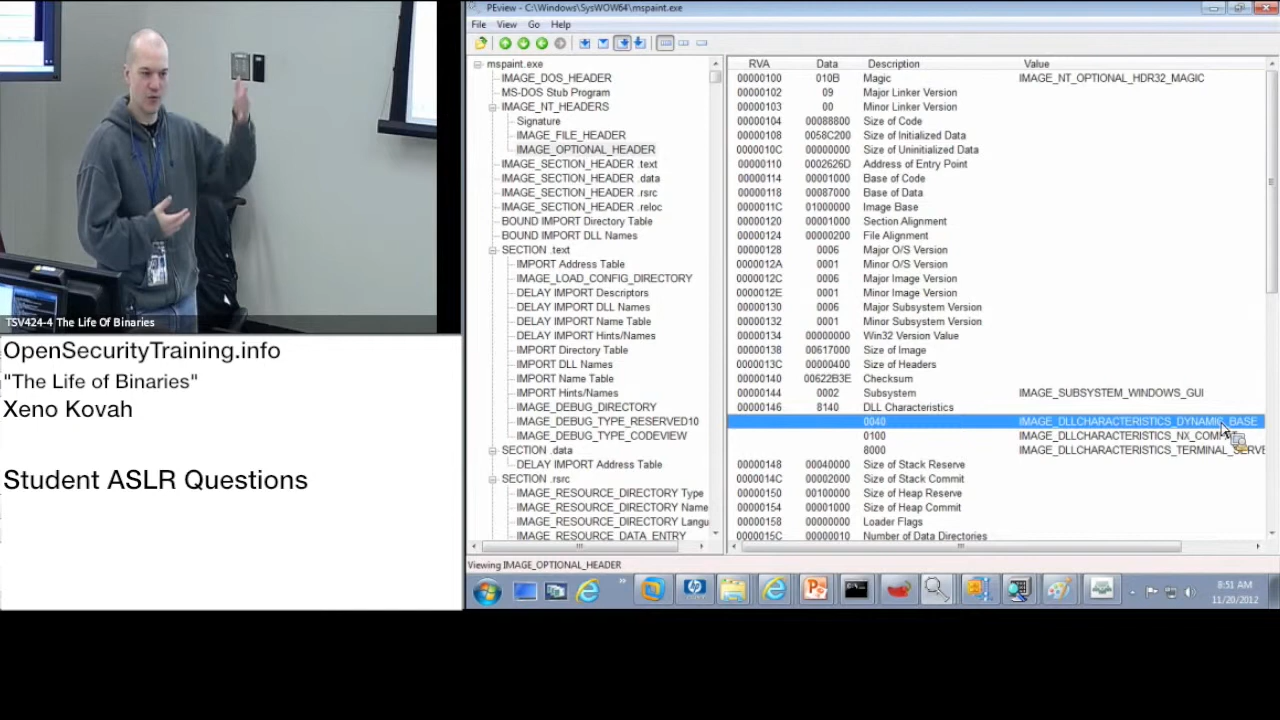 PEview - C:\Windows\SysWOW64\mspaint.exe
File View Go Help
mspaint.exe
IMAGE_DOS_HEADER
MS-DOS Stub Program
IMAGE_NT_HEADERS
Signature
IMAGE_FILE_HEADER
IMAGE_OPTIONAL_HEADER
IMAGE_SECTION_HEADER .text
IMAGE_SECTION_HEADER .data
IMAGE_SECTION_HEADER .rsrc
IMAGE_SECTION_HEADER .reloc
BOUND IMPORT Directory Table
BOUND IMPORT DLL Names
SECTION .text
IMPORT Address Table
IMAGE_LOAD_CONFIG_DIRECTORY
DELAY IMPORT Descriptors
DELAY IMPORT DLL Names
DELAY IMPORT Name Table
DELAY IMPORT Hints/Names
IMPORT Directory Table
IMPORT DLL Names
IMPORT Name Table
IMPORT Hints/Names
IMAGE_DEBUG_DIRECTORY
IMAGE_DEBUG_TYPE_RESERVED10
IMAGE_DEBUG_TYPE_CODEVIEW
SECTION .data
DELAY IMPORT Address Table
SECTION .rsrc
IMAGE_RESOURCE_DIRECTORY Type
IMAGE_RESOURCE_DIRECTORY Name
IMAGE_RESOURCE_DIRECTORY Langu
IMAGE_RESOURCE_DATA_ENTRY
RVA Data Description Value
00000100 010B Magic IMAGE_NT_OPTIONAL_HDR32_MAGIC
00000102 09 Major Linker Version
00000103 00 Minor Linker Version
00000104 00088800 Size of Code
00000108 0058C200 Size of Initialized Data
0000010C 00000000 Size of Uninitialized Data
00000110 0002626D Address of Entry Point
00000114 00001000 Base of Code
00000118 00087000 Base of Data
0000011C 01000000 Image Base
00000120 00001000 Section Alignment
00000124 00000200 File Alignment
00000128 0006 Major O/S Version
0000012A 0001 Minor O/S Version
0000012C 0006 Major Image Version
0000012E 0001 Minor Image Version
00000130 0006 Major Subsystem Version
00000132 0001 Minor Subsystem Version
00000134 00000000 Win32 Version Value
00000138 00617000 Size of Image
0000013C 00000400 Size of Headers
00000140 00622B3E Checksum
00000144 0002 Subsystem IMAGE_SUBSYSTEM_WINDOWS_GUI
00000146 8140 DLL Characteristics
0040 IMAGE_DLLCHARACTERISTICS_DYNAMIC_BASE
0100 IMAGE_DLLCHARACTERISTICS_NX_COMP
8000 IMAGE_DLLCHARACTERISTICS_TERMINAL_SERVE
00000148 00040000 Size of Stack Reserve
0000014C 00002000 Size of Stack Commit
00000150 00100000 Size of Heap Reserve
00000154 00001000 Size of Heap Commit
00000158 00000000 Loader Flags
0000015C 00000010 Number of Data Directories
Viewing IMAGE_OPTIONAL_HEADER
8:51 AM
11/20/2012
TSV424-4 The Life Of Binaries
OpenSecurityTraining.info
"The Life of Binaries"
Xeno Kovah
Student ASLR Questions